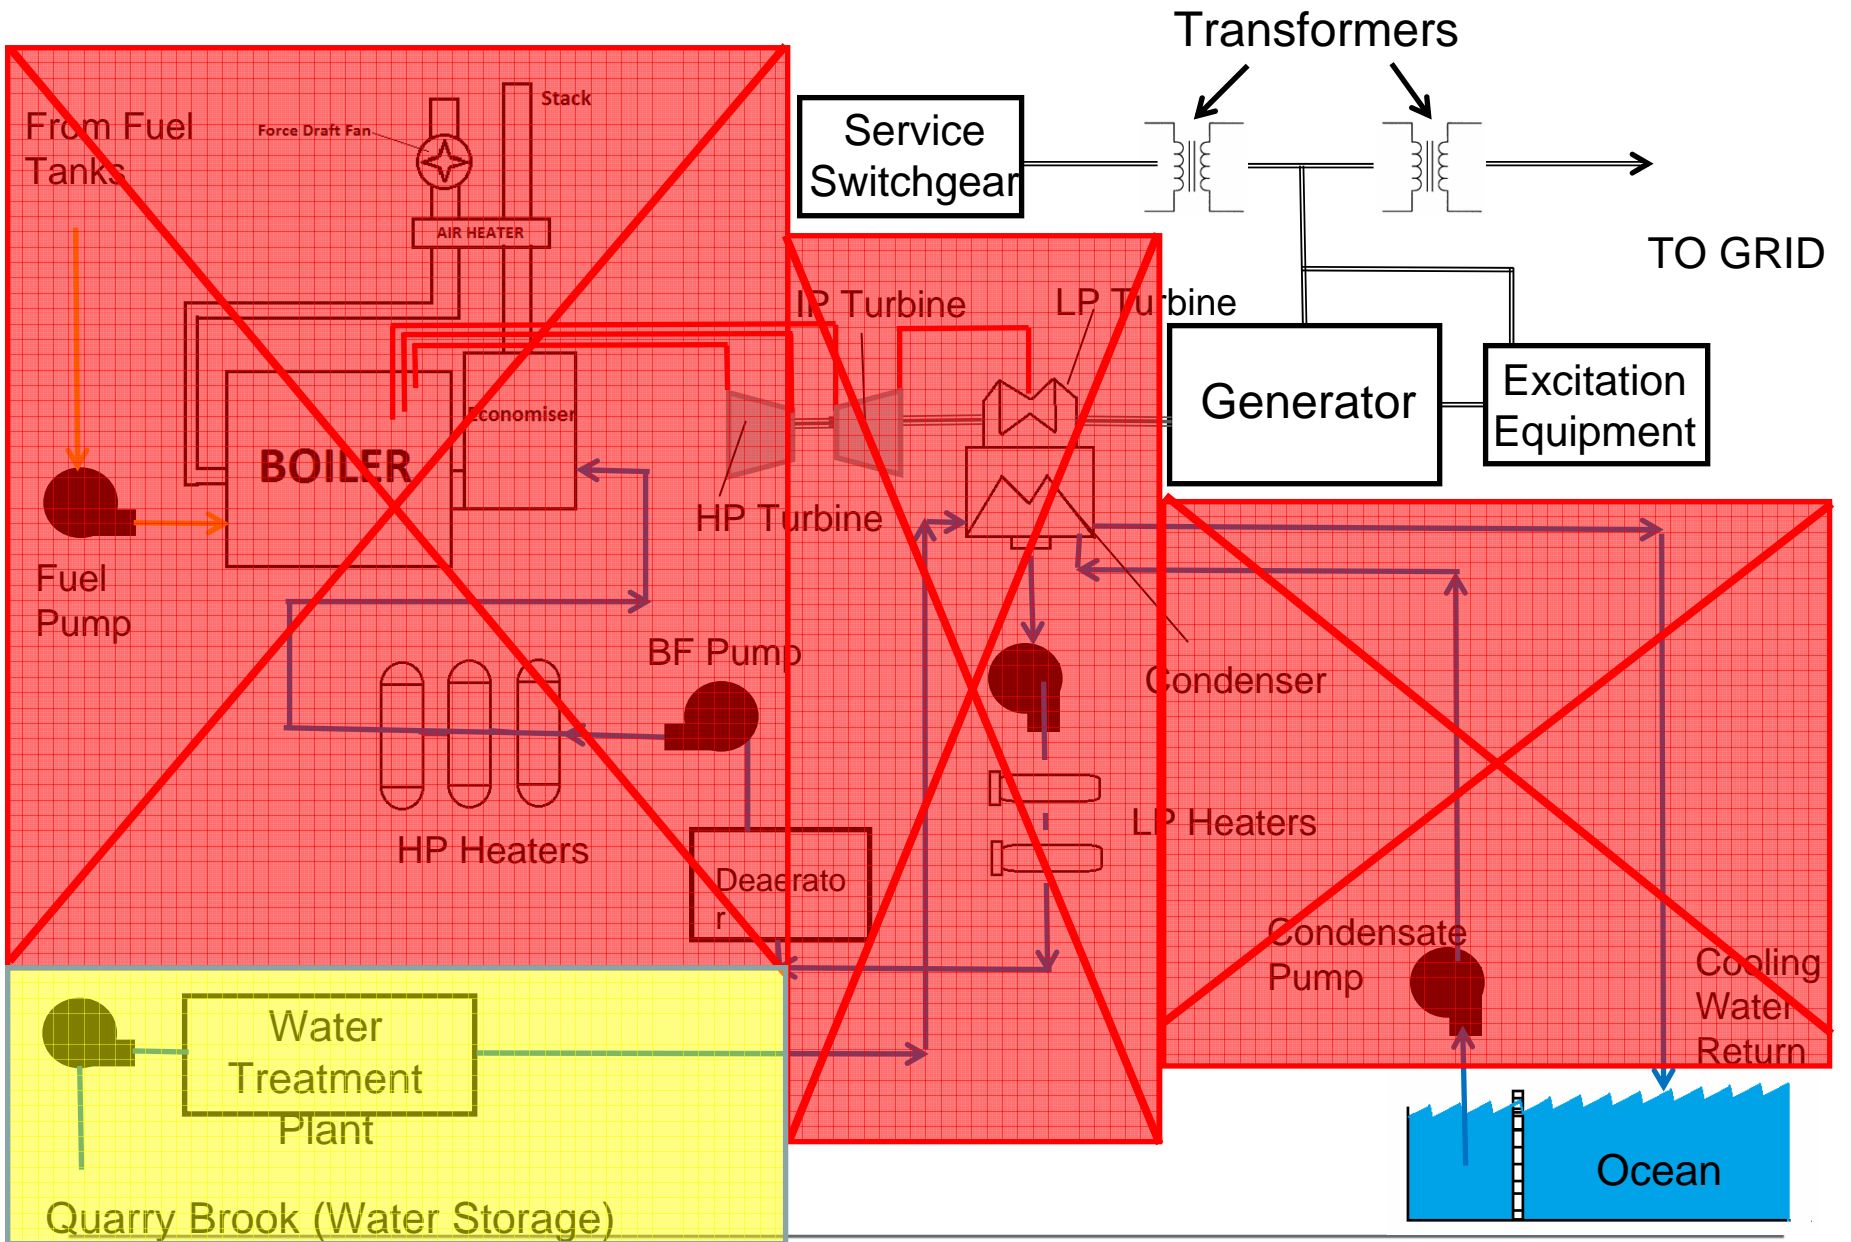 Transformers
Stack
From Fuel
Tanks
Force Draft Fan
Service
Switchgear
AIR HEATER
TO GRID
IP Turbine
LP Turbine
Economiser
BOILER
Generator
Excitation
Equipment
HP Turbine
Fuel
Pump
BF Pump
Condenser
HP Heaters
LP Heaters
Deaerato
r
Condensate
Pump
Cooling
Water
Return
Water
Treatment
Plant
Ocean
Quarry Brook (Water Storage)